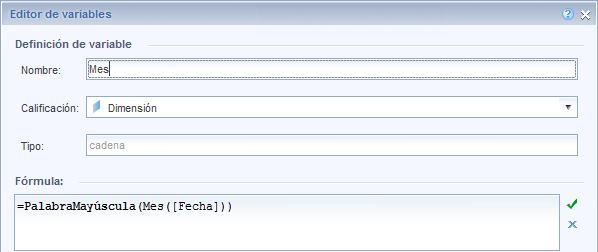 Editor de variables
Definición de variable
Nombre: Mes
Calificación: Dimensión
Tipo: cadena
Fórmula:
=PalabraMayúscula(Mes([Fecha]))